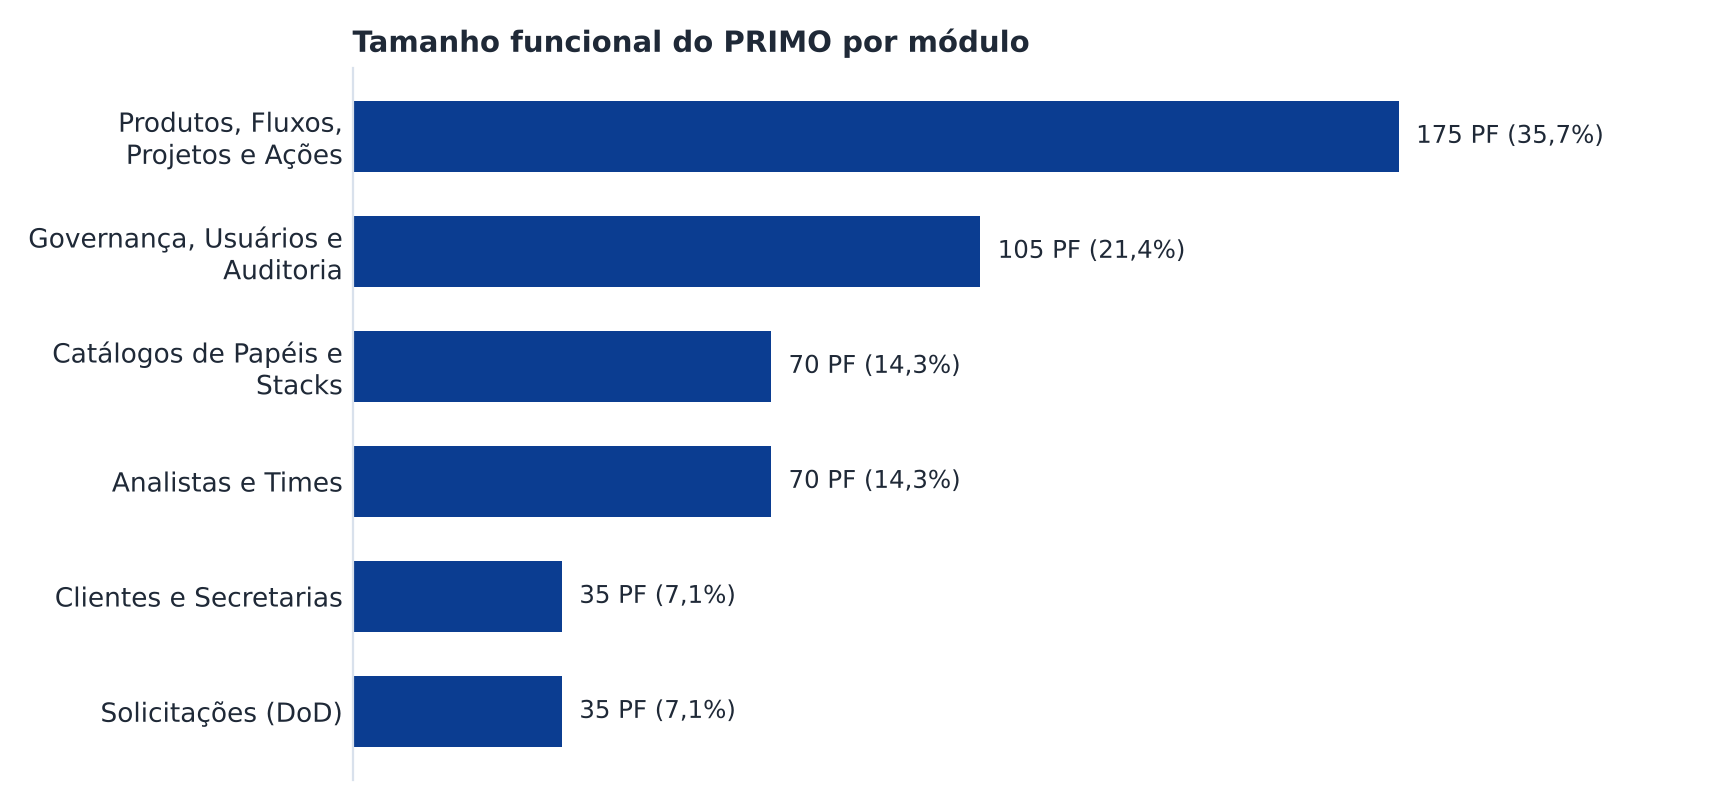 Tamanho funcional do PRIMO por módulo
Produtos, Fluxos,
Projetos e Ações
175 PF (35,7%)
Governança, Usuários e
Auditoria
105 PF (21,4%)
Catálogos de Papéis e
Stacks
70 PF (14,3%)
Analistas e Times
70 PF (14,3%)
Clientes e Secretarias
35 PF (7,1%)
Solicitações (DoD)
35 PF (7,1%)